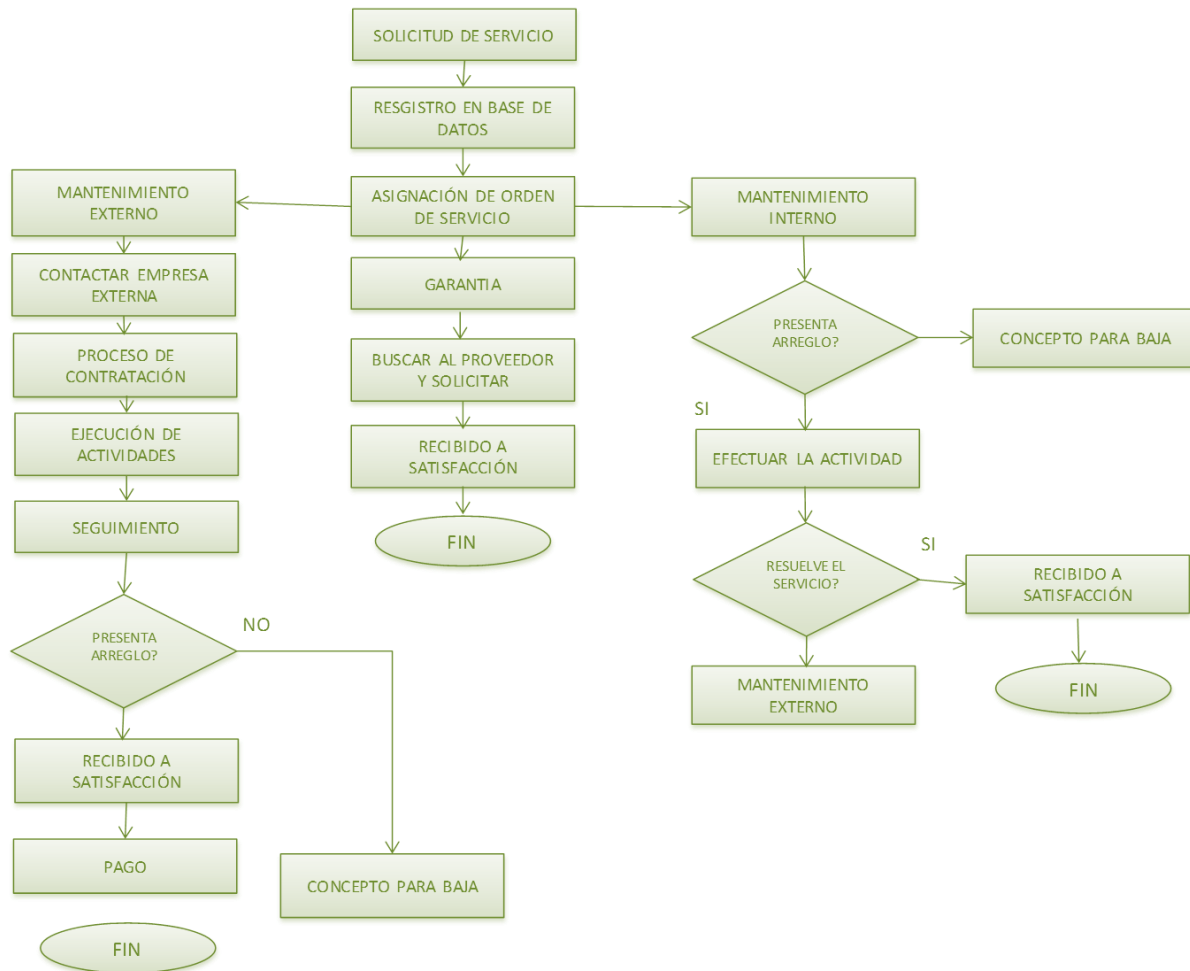 SOLICITUD DE SERVICIO
RESGISTRO EN BASE DE
DATOS
ASIGNACIÓN DE ORDEN
DE SERVICIO
MANTENIMIENTO
EXTERNO
CONTACTAR EMPRESA
EXTERNA
PROCESO DE
CONTRATACIÓN
EJECUCIÓN DE
ACTIVIDADES
SEGUIMIENTO
PRESENTA
ARREGLO?
NO
RECIBIDO A
SATISFACCIÓN
PAGO
FIN
CONCEPTO PARA BAJA
GARANTIA
BUSCAR AL PROVEEDOR
Y SOLICITAR
RECIBIDO A
SATISFACCIÓN
FIN
MANTENIMIENTO
INTERNO
PRESENTA
ARREGLO?
CONCEPTO PARA BAJA
SI
EFECTUAR LA ACTIVIDAD
RESUELVE EL
SERVICIO?
SI
RECIBIDO A
SATISFACCIÓN
FIN
MANTENIMIENTO
EXTERNO